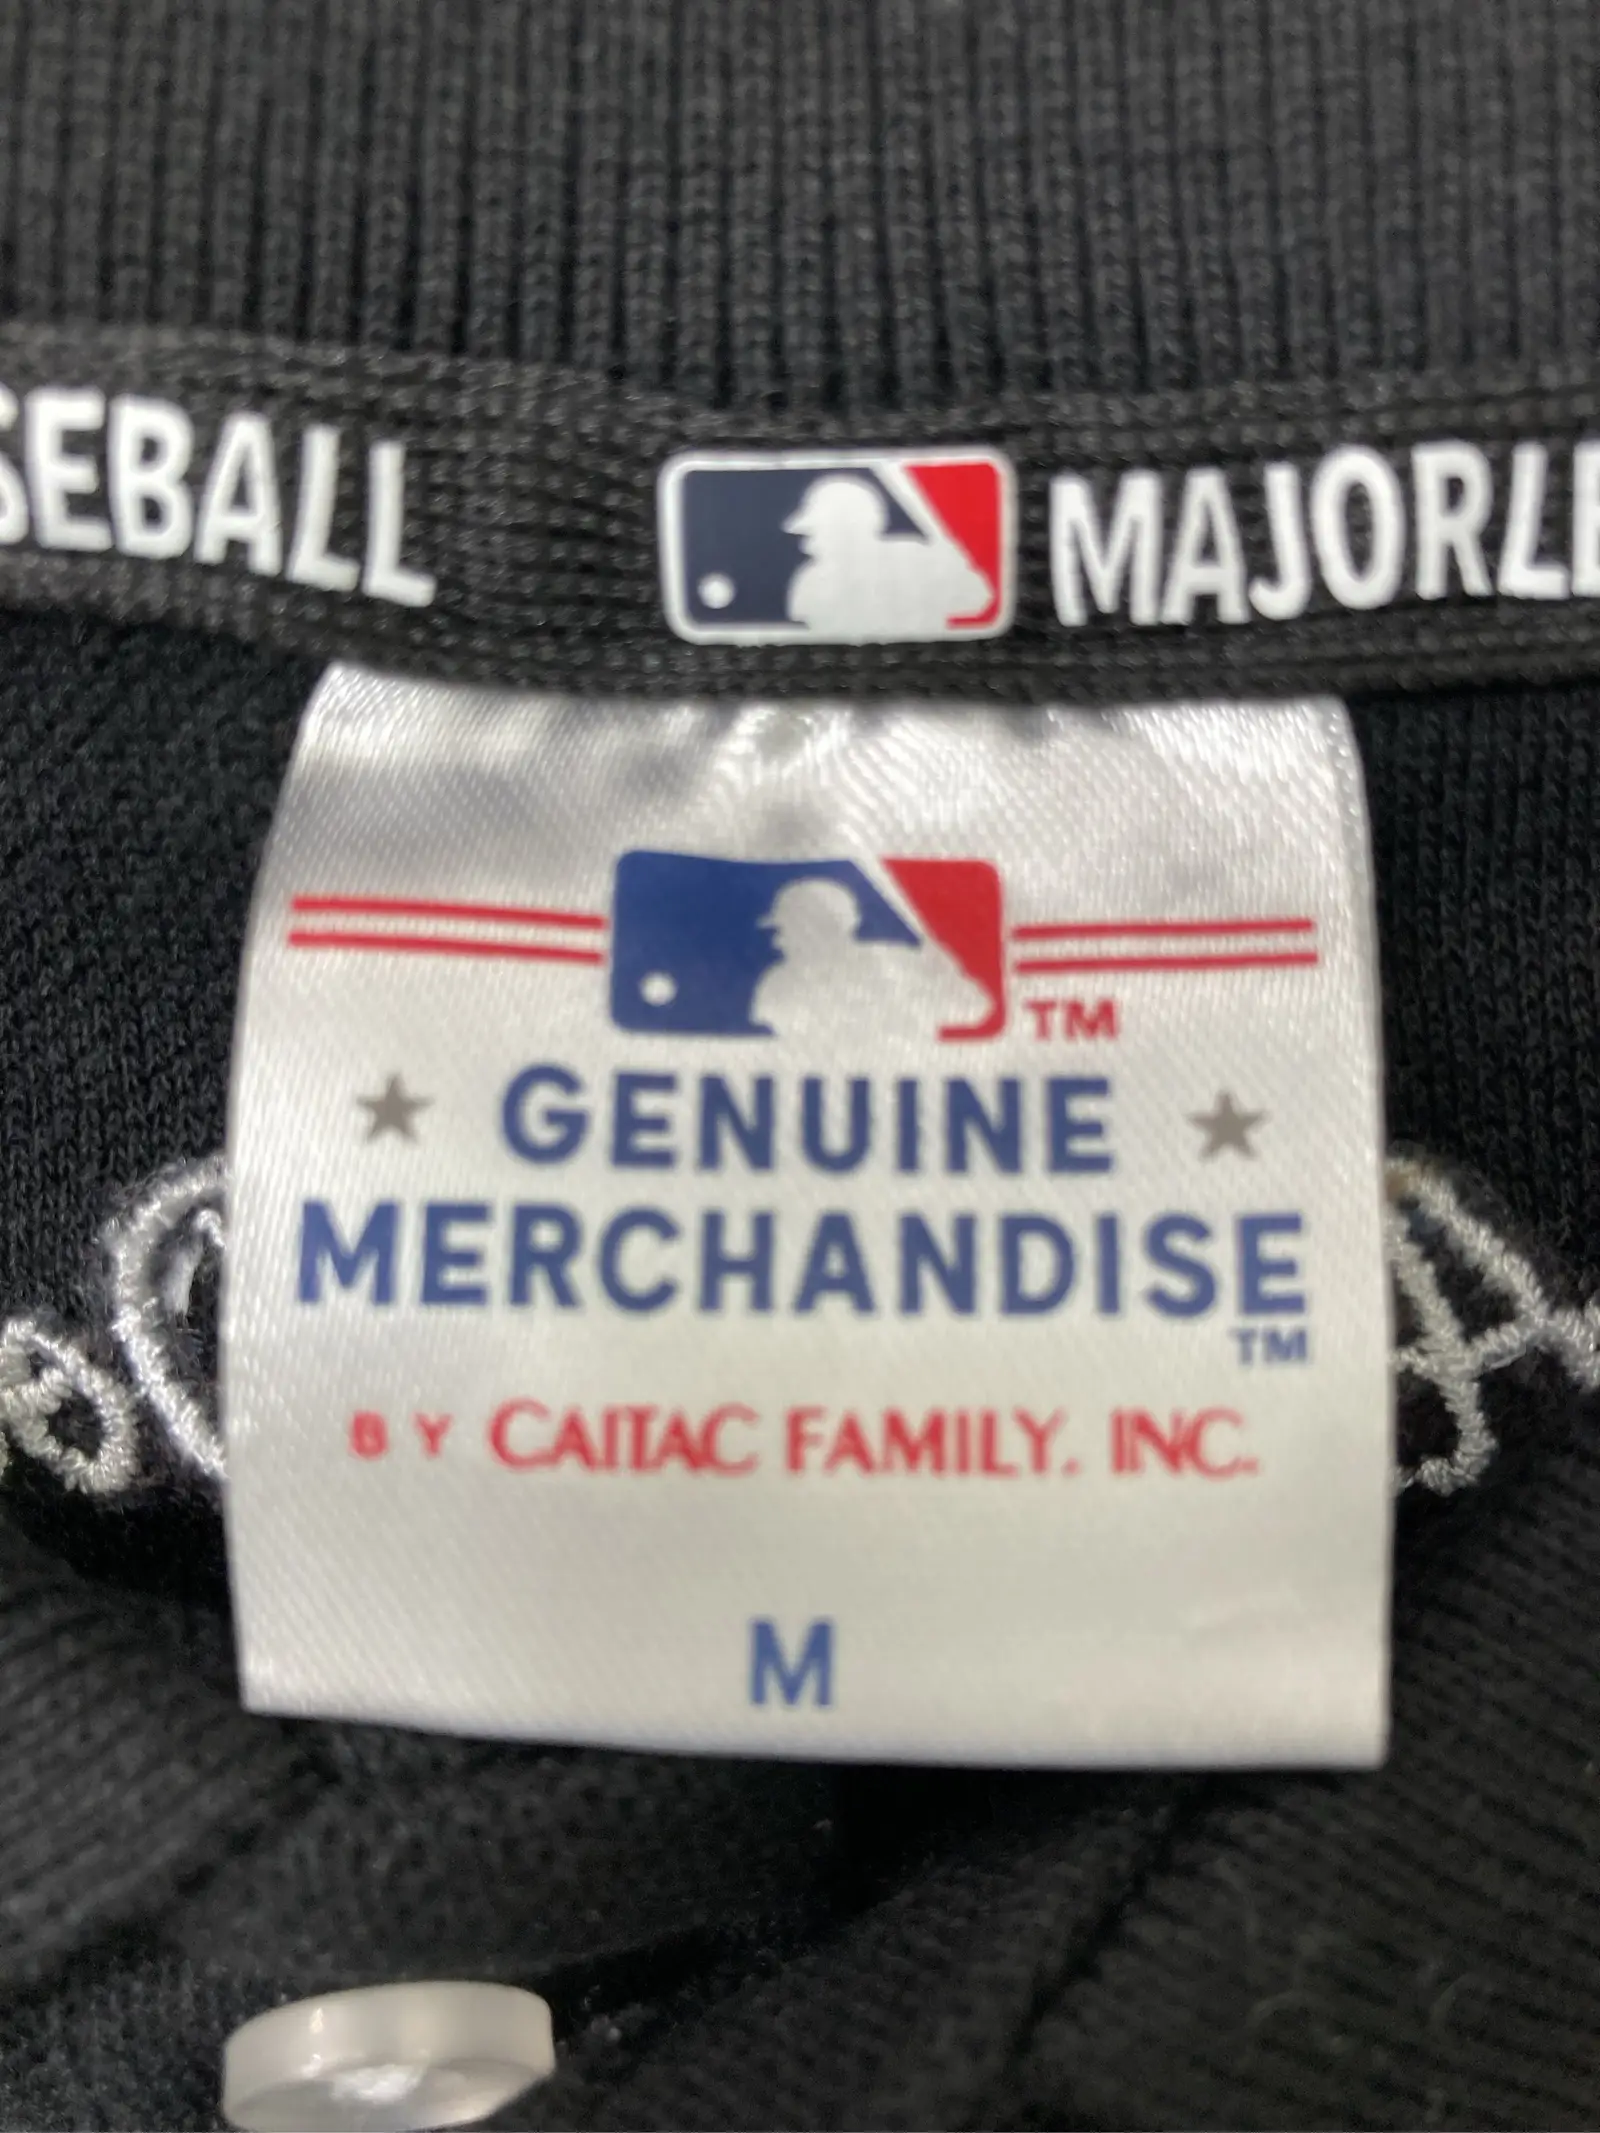 SEBALL MAJORLE
TM
GENUINE
MERCHANDISE
TM
BY CAITAC FAMILY, INC.
M